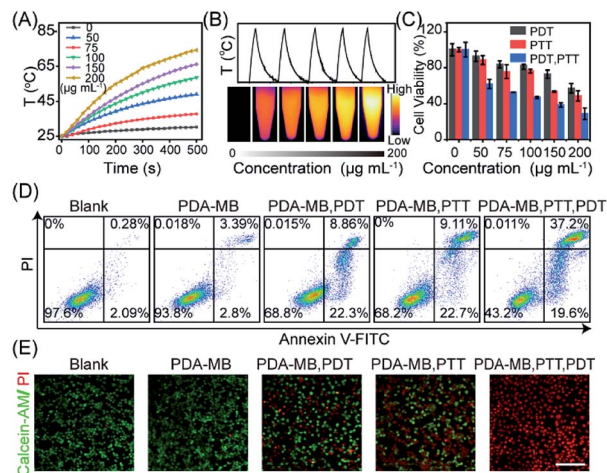 (A)
0
50
75
100
150
200
(μg mL⁻¹)
85
65
45
25
T (°C)
0 100 200 300 400 500
Time (s)
(B)
T (°C)
High
Low
0
200
Concentration (μg mL⁻¹)
(C)
PDT
PTT
PDT,PTT
Cell Viability (%)
120
80
40
0
0 50 75 100 150 200
Concentration (μg mL⁻¹)
(D)
Blank PDA-MB PDA-MB,PDT PDA-MB,PTT PDA-MB,PTT,PDT
0% 0.28% 0.018% 3.39% 0.015% 8.86% 0% 9.11% 0.011% 37.2%
PI
97.6% 2.09% 93.8% 2.8% 68.8% 22.3% 68.2% 22.7% 43.2% 19.6%
Annexin V-FITC
(E)
Blank PDA-MB PDA-MB,PDT PDA-MB,PTT PDA-MB,PTT,PDT
Calcein-AM/ PI